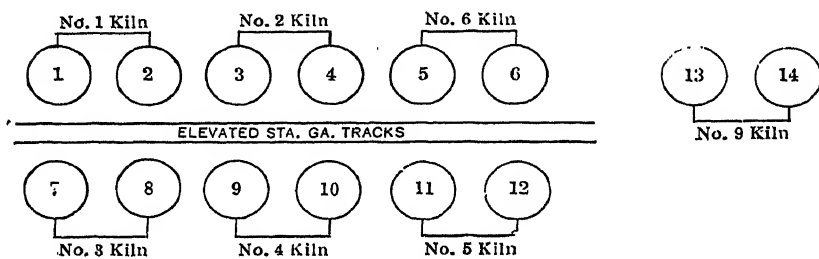 No. 1 Kiln No. 2 Kiln No. 6 Kiln
1 2 3 4 5 6 13 14
ELEVATED STA. GA. TRACKS
No. 9 Kiln
7 8 9 10 11 12
No. 3 Kiln No. 4 Kiln No. 5 Kiln